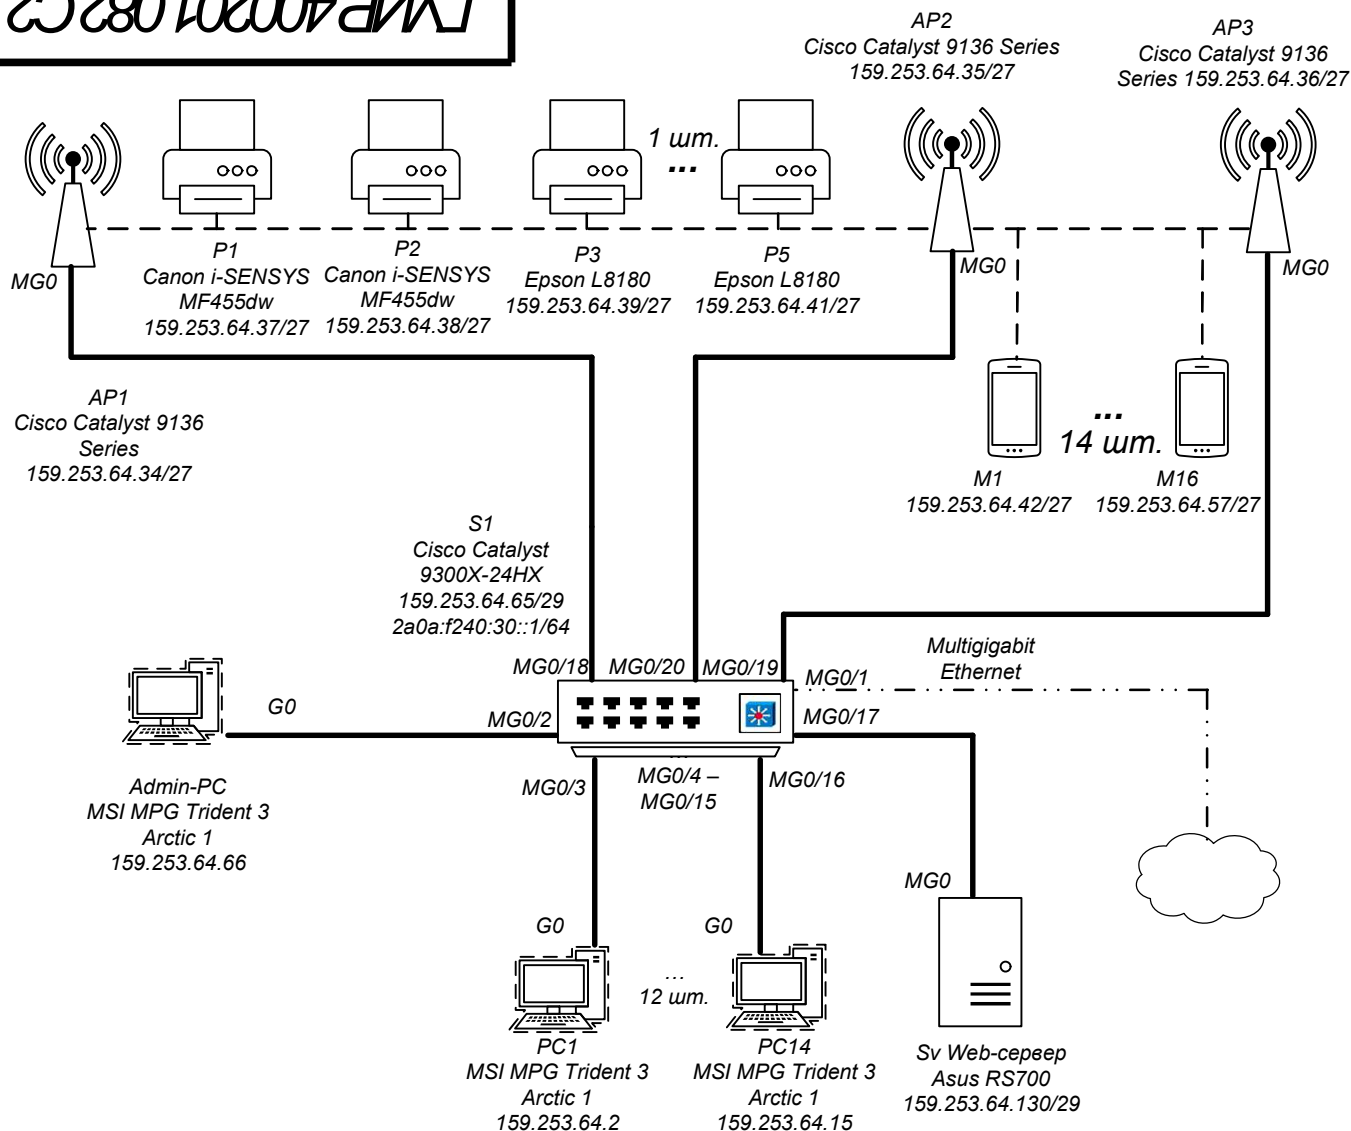 ГУИР.400201.082 С2
AP2
Cisco Catalyst 9136 Series
159.253.64.35/27
AP3
Cisco Catalyst 9136
Series 159.253.64.36/27
1 шт.
...
MG0
P1
Canon i-SENSYS
MF455dw
159.253.64.37/27
P2
Canon i-SENSYS
MF455dw
159.253.64.38/27
P3
Epson L8180
159.253.64.39/27
P5
Epson L8180
159.253.64.41/27
MG0
MG0
AP1
Cisco Catalyst 9136
Series
159.253.64.34/27
...
14 шт.
M1
159.253.64.42/27
M16
159.253.64.57/27
S1
Cisco Catalyst
9300X-24HX
159.253.64.65/29
2a0a:f240:30::1/64
Multigigabit
Ethernet
MG0/18
MG0/20
MG0/19
MG0/1
G0
MG0/2
MG0/17
MG0/3
...
MG0/4 –
MG0/15
MG0/16
Admin-PC
MSI MPG Trident 3
Arctic 1
159.253.64.66
MG0
G0
G0
...
12 шт.
PC1
MSI MPG Trident 3
Arctic 1
159.253.64.2
PC14
MSI MPG Trident 3
Arctic 1
159.253.64.15
Sv Web-сервер
Asus RS700
159.253.64.130/29